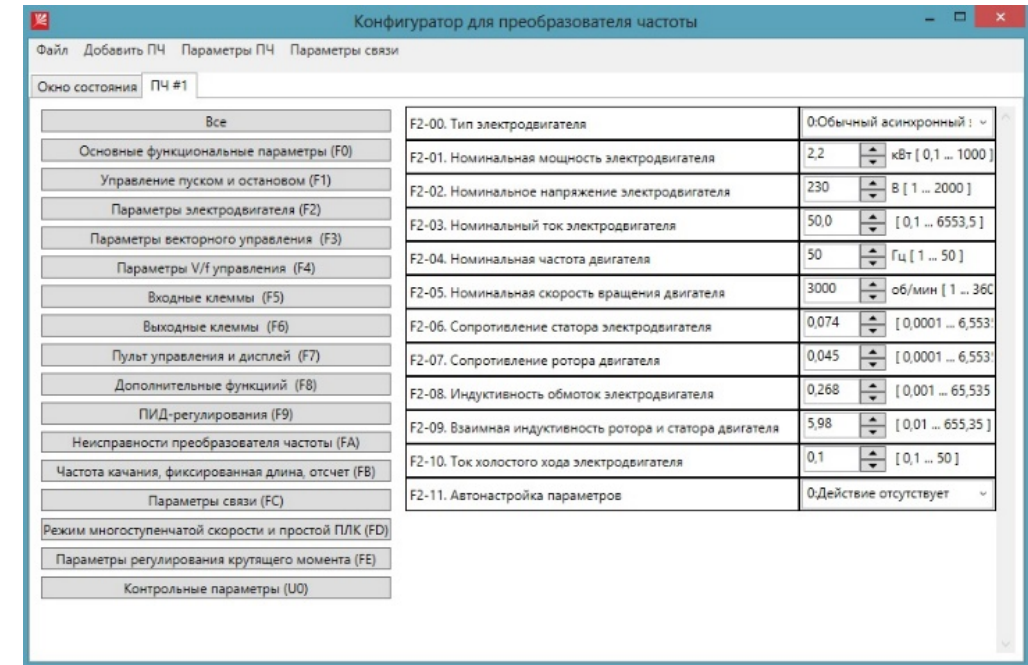 Конфигуратор для преобразователя частоты
Файл Добавить ПЧ Параметры ПЧ Параметры связи
Окно состояния ПЧ #1
Все
Основные функциональные параметры (F0)
Управление пуском и остановом (F1)
Параметры электродвигателя (F2)
Параметры векторного управления (F3)
Параметры V/f управления (F4)
Входные клеммы (F5)
Выходные клеммы (F6)
Пульт управления и дисплей (F7)
Дополнительные функциий (F8)
ПИД-регулирования (F9)
Неисправности преобразователя частоты (FA)
Частота качания, фиксированная длина, отсчет (FB)
Параметры связи (FC)
Режим многоступенчатой скорости и простой ПЛК (FD)
Параметры регулирования крутящего момента (FE)
Контрольные параметры (U0)
F2-00. Тип электродвигателя 0:Обычный асинхронный
F2-01. Номинальная мощность электродвигателя 2,2 кВт [ 0,1 ... 1000 ]
F2-02. Номинальное напряжение электродвигателя 230 В [ 1 ... 2000 ]
F2-03. Номинальный ток электродвигателя 50,0 [ 0,1 ... 6553,5 ]
F2-04. Номинальная частота двигателя 50 Гц [ 1 ... 50 ]
F2-05. Номинальная скорость вращения двигателя 3000 об/мин [ 1 ... 360
F2-06. Сопротивление статора электродвигателя 0,074 [ 0,0001 ... 6,553
F2-07. Сопротивление ротора двигателя 0,045 [ 0,0001 ... 6,553
F2-08. Индуктивность обмоток электродвигателя 0,268 [ 0,001 ... 65,535
F2-09. Взаимная индуктивность ротора и статора двигателя 5,98 [ 0,01 ... 655,35 ]
F2-10. Ток холостого хода электродвигателя 0,1 [ 0,1 ... 50 ]
F2-11. Автонастройка параметров 0:Действие отсутствует